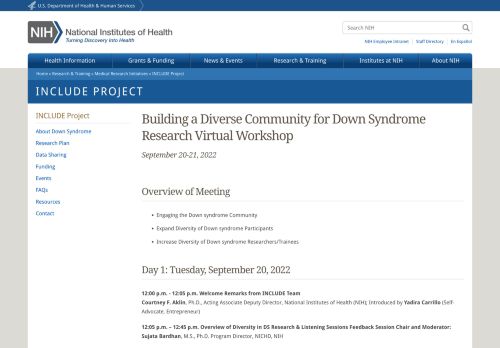 U.S. Department of Health & Human Services
NIH National Institutes of Health
Turning Discovery Into Health
Search NIH
NIH Employee Intranet | Staff Directory | En Español
Health Information Grants & Funding News & Events Research & Training Institutes at NIH About NIH
Home » Research & Training » Medical Research Initiatives » INCLUDE Project
INCLUDE PROJECT
INCLUDE Project
About Down Syndrome
Research Plan
Data Sharing
Funding
Events
FAQs
Resources
Contact
Building a Diverse Community for Down Syndrome
Research Virtual Workshop
September 20-21, 2022
Overview of Meeting
• Engaging the Down syndrome Community
• Expand Diversity of Down syndrome Participants
• Increase Diversity of Down syndrome Researchers/Trainees
Day 1: Tuesday, September 20, 2022
12:00 p.m. - 12:05 p.m. Welcome Remarks from INCLUDE Team
Courtney F. Aklin, Ph.D., Acting Associate Deputy Director, National Institutes of Health (NIH); Introduced by Yadira Carrillo (Self-
Advocate, Entrepreneur)
12:05 p.m. – 12:45 p.m. Overview of Diversity in DS Research & Listening Sessions Feedback Session Chair and Moderator:
Sujata Bardhan, M.S., Ph.D. Program Director, NICHD, NIH